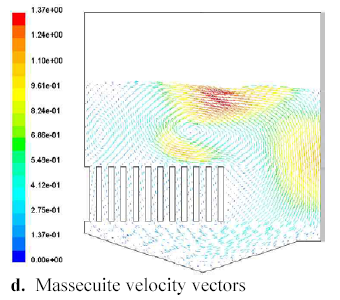 1.37e+00
1.24e+00
1.10e+00
9.61e-01
8.24e-01
6.86e-01
5.49e-01
4.12e-01
2.75e-01
1.37e-01
0.00e+00
d. Massecuite velocity vectors